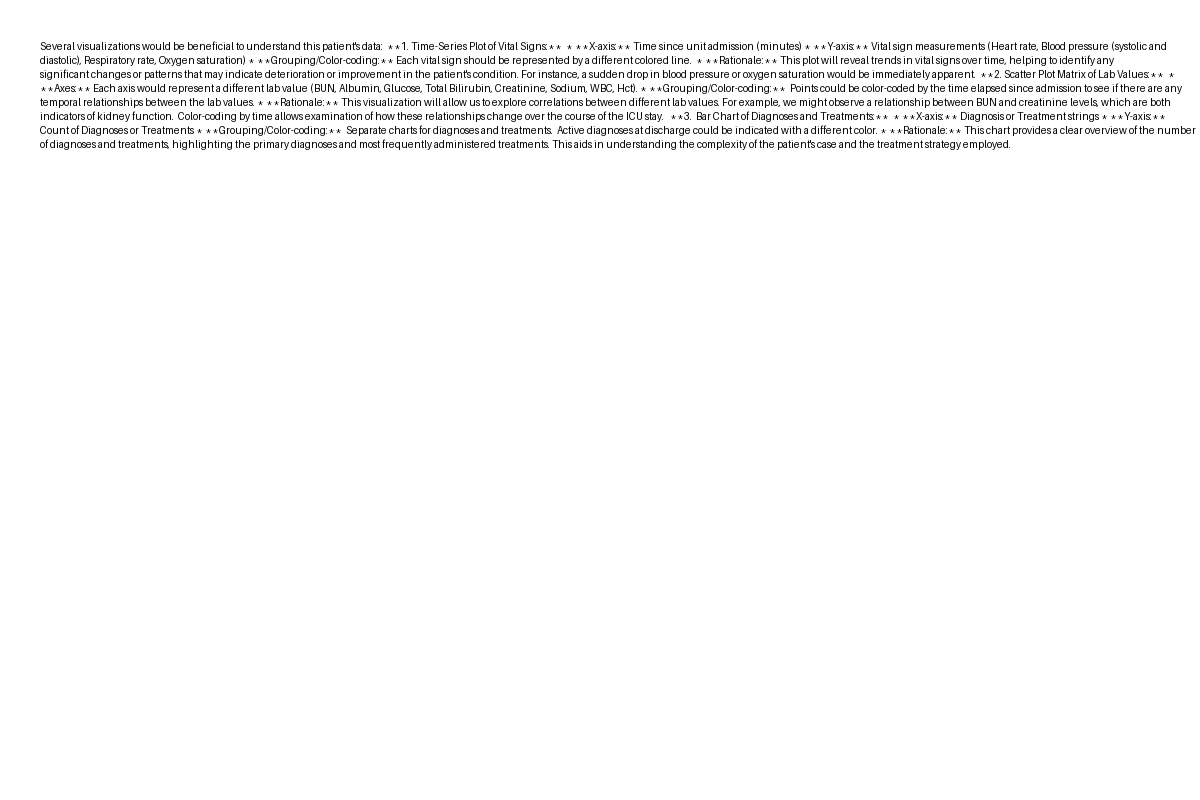 Several visualizations would be beneficial to understand this patient's data:  **1. Time-Series Plot of Vital Signs:**  * **X-axis:** Time since unit admission (minutes) * **Y-axis:** Vital sign measurements (Heart rate, Blood pressure (systolic and
diastolic), Respiratory rate, Oxygen saturation) * **Grouping/Color-coding:** Each vital sign should be represented by a different colored line.  * **Rationale:** This plot will reveal trends in vital signs over time, helping to identify any
significant changes or patterns that may indicate deterioration or improvement in the patient's condition. For instance, a sudden drop in blood pressure or oxygen saturation would be immediately apparent.  **2. Scatter Plot Matrix of Lab Values:**  *
**Axes:** Each axis would represent a different lab value (BUN, Albumin, Glucose, Total Bilirubin, Creatinine, Sodium, WBC, Hct). * **Grouping/Color-coding:**  Points could be color-coded by the time elapsed since admission to see if there are any
temporal relationships between the lab values. * **Rationale:** This visualization will allow us to explore correlations between different lab values. For example, we might observe a relationship between BUN and creatinine levels, which are both
indicators of kidney function.  Color-coding by time allows examination of how these relationships change over the course of the ICU stay.  **3.  Bar Chart of Diagnoses and Treatments:**  * **X-axis:** Diagnosis or Treatment strings * **Y-axis:**
Count of Diagnoses or Treatments * **Grouping/Color-coding:**  Separate charts for diagnoses and treatments.  Active diagnoses at discharge could be indicated with a different color. * **Rationale:** This chart provides a clear overview of the number
of diagnoses and treatments, highlighting the primary diagnoses and most frequently administered treatments. This aids in understanding the complexity of the patient's case and the treatment strategy employed.